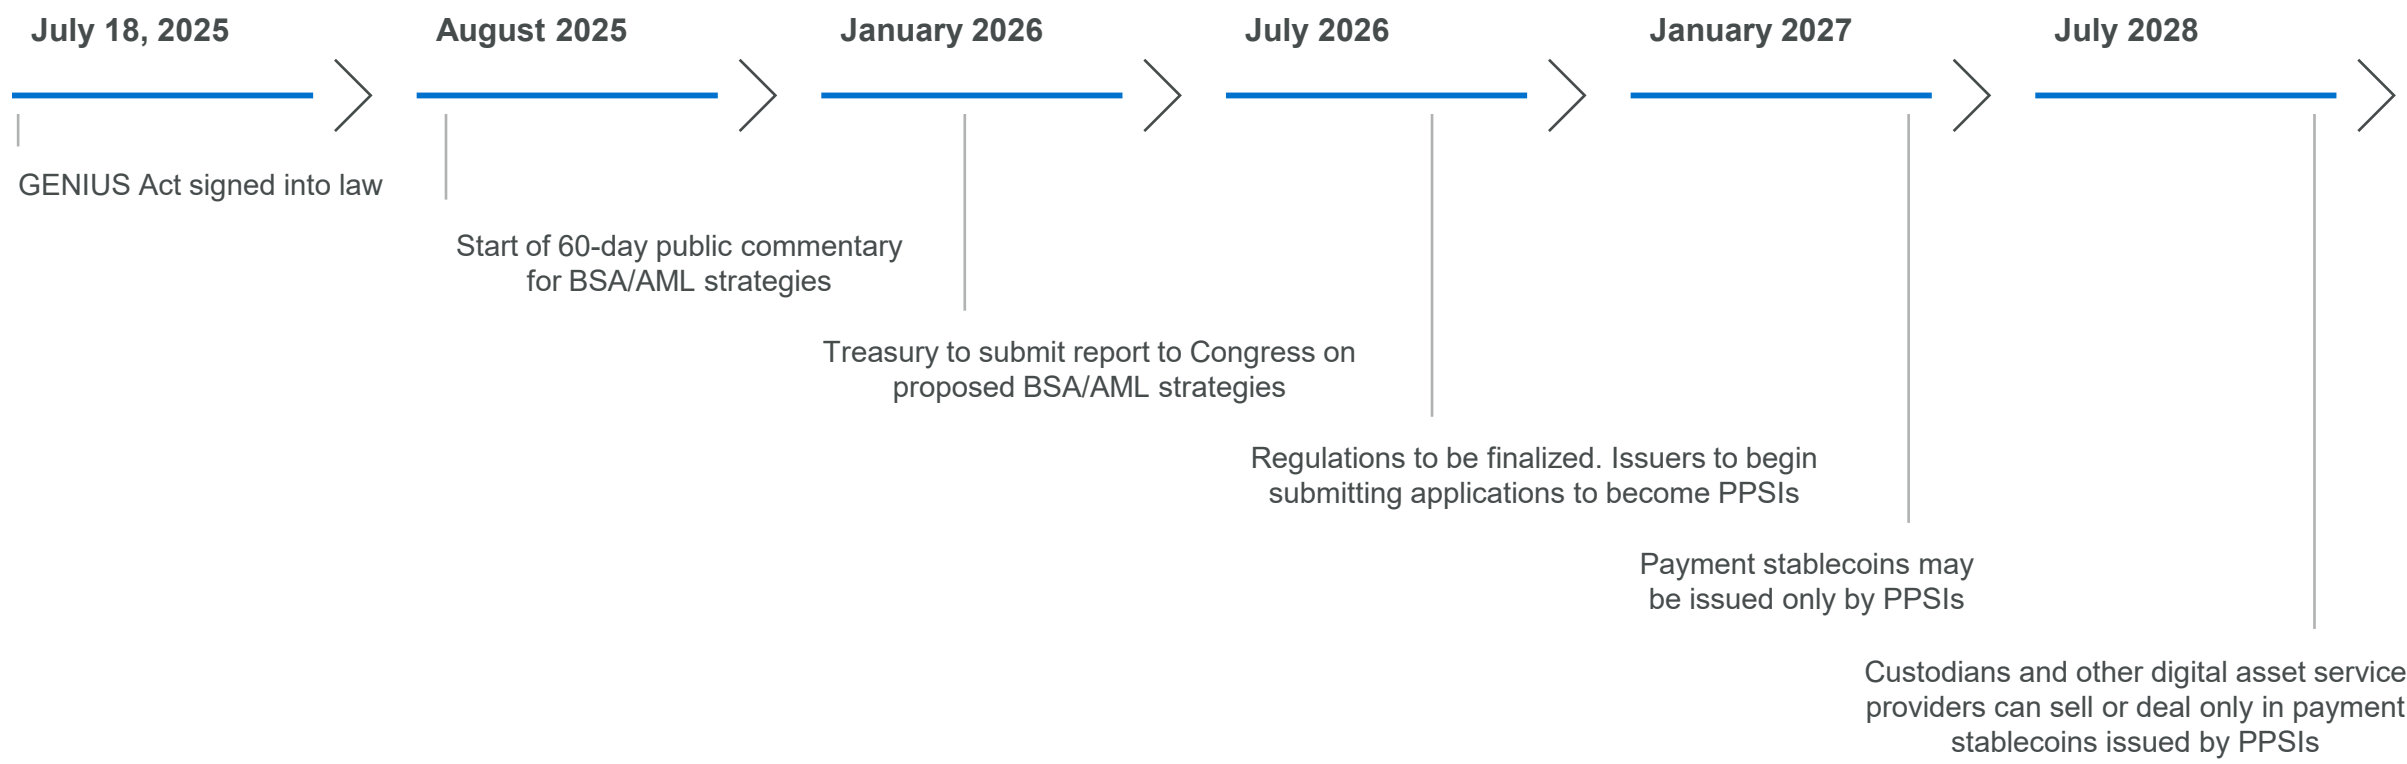 July 18, 2025
August 2025
January 2026
July 2026
January 2027
July 2028
GENIUS Act signed into law
Start of 60-day public commentary
for BSA/AML strategies
Treasury to submit report to Congress on
proposed BSA/AML strategies
Regulations to be finalized. Issuers to begin
submitting applications to become PPSIs
Payment stablecoins may
be issued only by PPSIs
Custodians and other digital asset service
providers can sell or deal only in payment
stablecoins issued by PPSIs